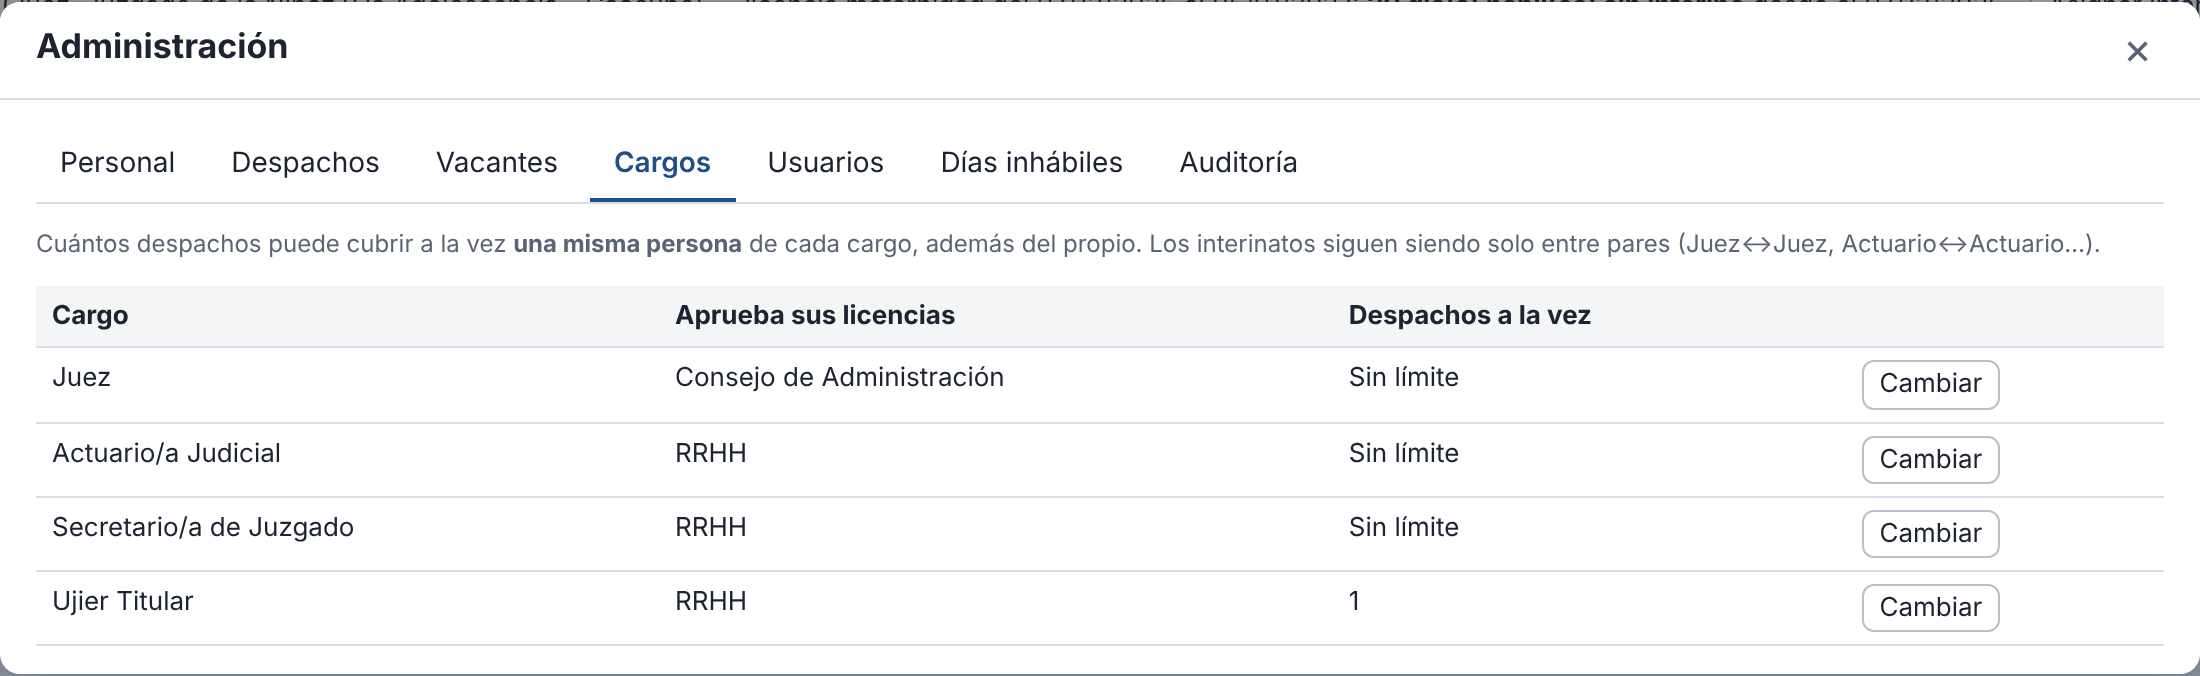 Administración
Personal Despachos Vacantes Cargos Usuarios Días inhábiles Auditoría
Cuántos despachos puede cubrir a la vez una misma persona de cada cargo, además del propio. Los interinatos siguen siendo solo entre pares (Juez↔Juez, Actuario↔Actuario...).
Cargo Aprueba sus licencias Despachos a la vez
Juez Consejo de Administración Sin límite Cambiar
Actuario/a Judicial RRHH Sin límite Cambiar
Secretario/a de Juzgado RRHH Sin límite Cambiar
Ujier Titular RRHH 1 Cambiar